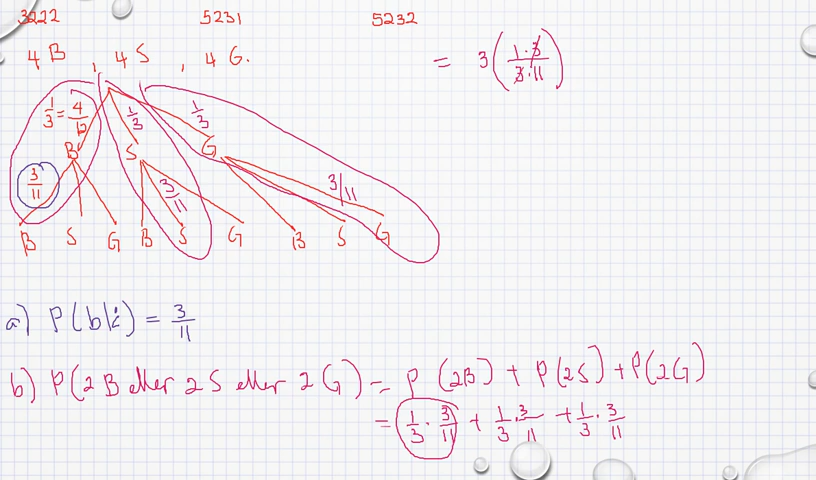 3222 5231 5232
4 B , 4 S , 4 G.
= 3 ( 1 · 3 / 3 · 11 )
1/3 = 4/12 1/3 1/3
B S G
3/11 3/11 3/11
B S G B S G B S G
a) P(b|i) = 3/11
b) P(2 B eller 2 S eller 2 G) = P (2B) + P(2S) + P(2G)
= 1/3 · 3/11 + 1/3 · 3/11 + 1/3 · 3/11